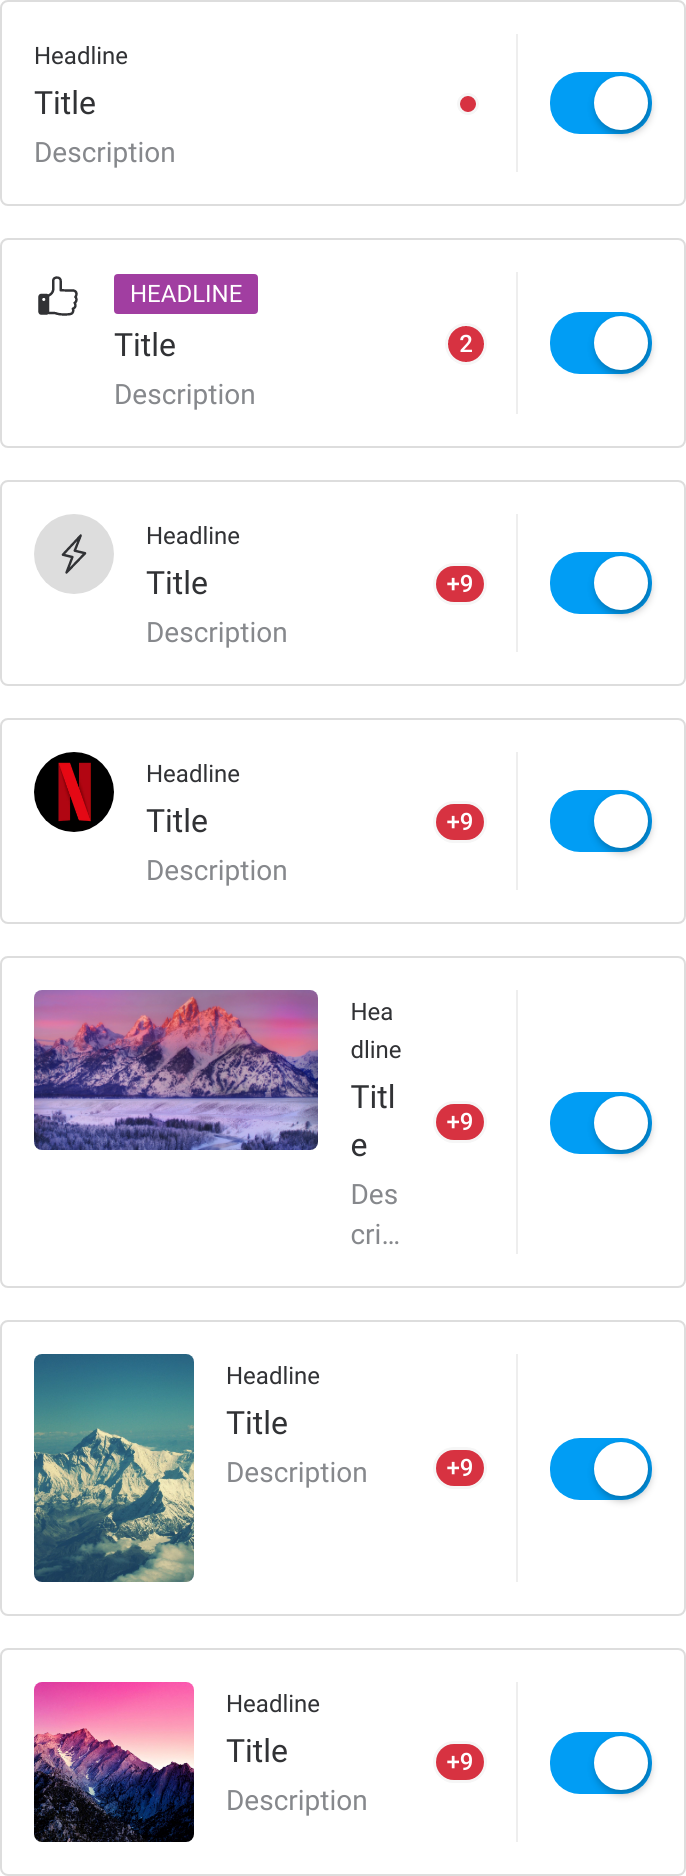 Headline
Title
Description
HEADLINE
Title
2
Description
Headline
Title
+9
Description
N
Headline
Title
+9
Description
Hea
dline
Titl
e
+9
Des
cri...
Headline
Title
Description
+9
Headline
Title
+9
Description